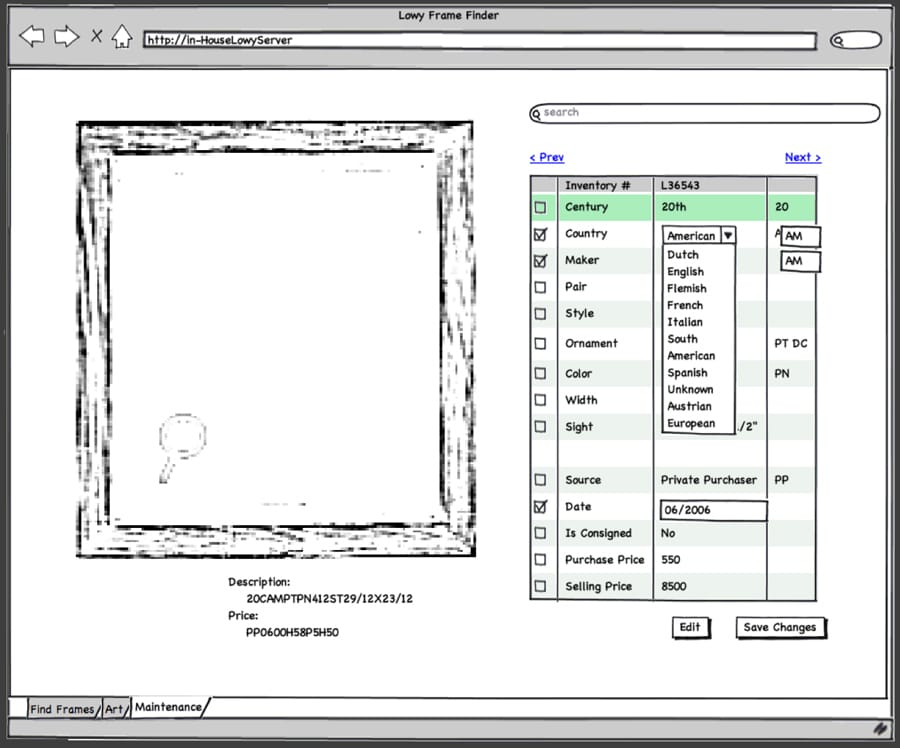 Lowy Frame Finder
http://in-HouseLowyServer
search
< Prev Next >
Inventory # L36543
Century 20th 20
Country American A AM
Maker AM
Pair
Style
Ornament PT DC
Color PN
Width
Sight ./2"
Dutch
English
Flemish
French
Italian
South
American
Spanish
Unknown
Austrian
European
Source Private Purchaser PP
Date 06/2006
Is Consigned No
Purchase Price 550
Selling Price 8500
Description:
20CAMPTPN412ST29/12X23/12
Price:
PP0600H58P5H50
Edit Save Changes
Find Frames Art Maintenance